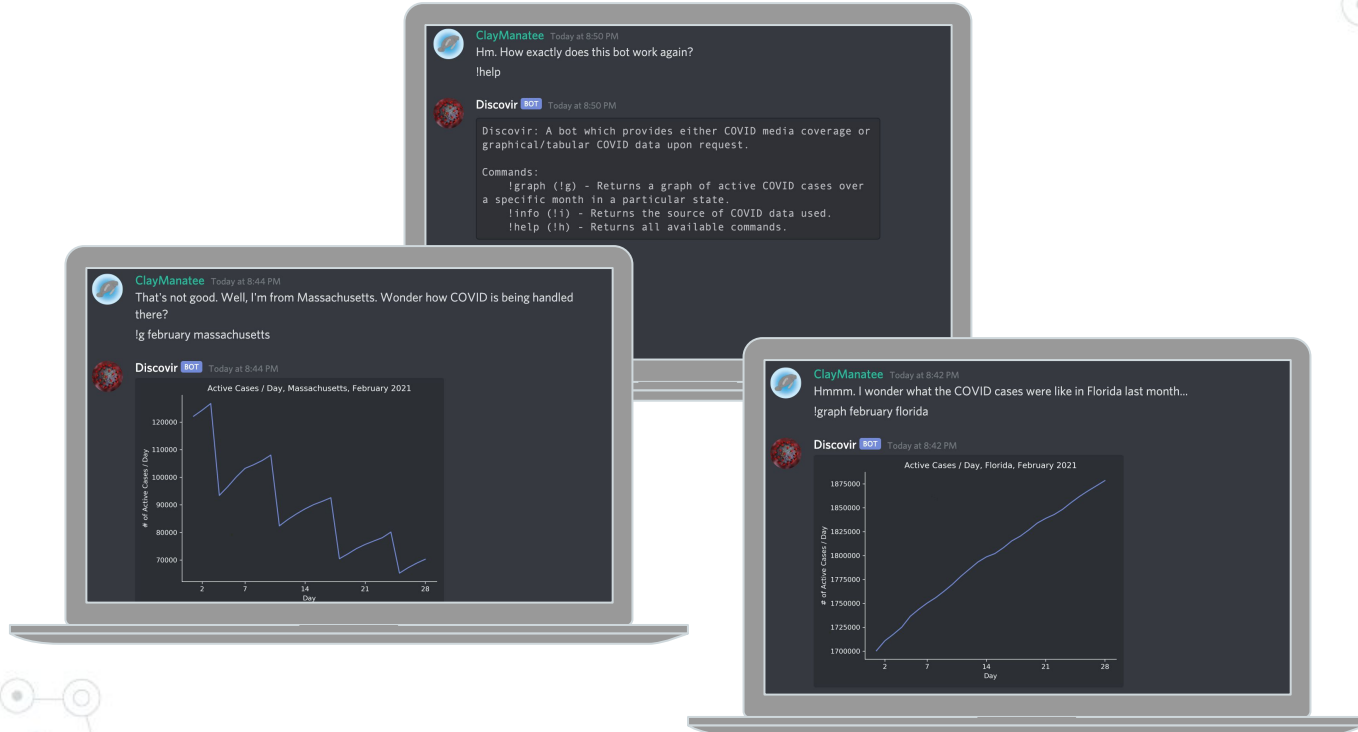 ClayManatee Today at 8:50 PM
Hm. How exactly does this bot work again?
!help
Discovir BOT Today at 8:50 PM
Discovir: A bot which provides either COVID media coverage or
graphical/tabular COVID data upon request.
Commands:
!graph (!g) - Returns a graph of active COVID cases over
a specific month in a particular state.
!info (!i) - Returns the source of COVID data used.
!help (!h) - Returns all available commands.
ClayManatee Today at 8:44 PM
That's not good. Well, I'm from Massachusetts. Wonder how COVID is being handled
there?
!g february massachusetts
Discovir BOT Today at 8:44 PM
Active Cases / Day, Massachusetts, February 2021
# of Active Cases / Day
120000
110000
100000
90000
80000
70000
2 7 14 21 28
Day
ClayManatee Today at 8:42 PM
Hmmm. I wonder what the COVID cases were like in Florida last month...
!graph february florida
Discovir BOT Today at 8:42 PM
Active Cases / Day, Florida, February 2021
# of Active Cases / Day
1875000
1850000
1825000
1800000
1775000
1750000
1725000
1700000
2 7 14 21 28
Day